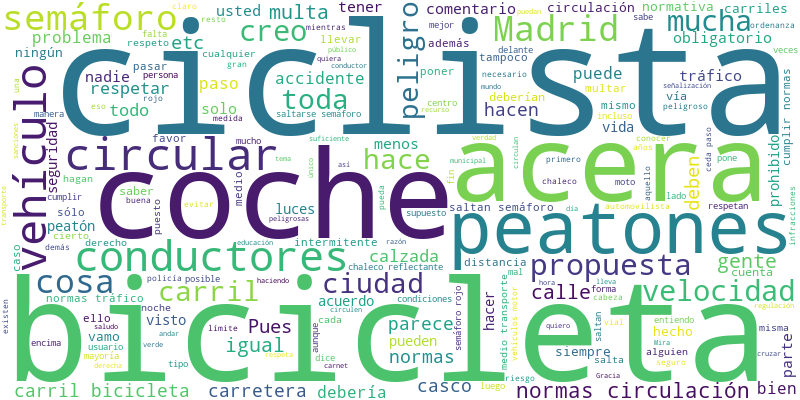 semáforo
ciclista
usted
multa
tener
comentario
circulación
normativa
carriles
claro
resto
mientras
puedan
sabe
ordenanza
problema
falta
respeto
creo
llevar
además
mejor
Madrid
mucha
obligatorio
ningún
etc
cualquier
gran
público
quiera
conductor
peligro
poner
delante
tampoco
necesario
mundo
veces
señalización
peligroso
nadie
pasar
persona
rojo
paso
accidente
puede
tráfico
respetar
toda
centro
recurso
deberían
multar
vía
eso
manera
todo
solo
medida
saltarse semáforo
hacen
mismo
incluso
vida
vehículo
seguridad
una
sanciones
favor
mucho
suficiente
verdad
conocer
años
ceda paso
prohibido
cumplir normas
circular
coche
acera
hace
menos
municipal
circulan
deben
pone
hagan
tema
único
así
fin
primero
aquello
saber
buena
medio
luces
pueda
chaleco
moto
lado
cumplir
evitar
puesto
saltan semáforo
respetan
sólo
peatón
peligrosas
supuesto
día
automovilista
infracciones
transporte
cierto
demás
derecho
intermitente
educación
razón
peatones
caso
conductores
calzada
distancia
gente
cuenta
policía
posible
haciendo
chaleco reflectante
mal
propuesta
cosa
normas tráfico
carril
ciudad
medio transporte
vehículos motor
calle
hora
forma
lleva
cabeza
velocidad
regulación
existen
ello
noche
acuerdo
circulen
condiciones
semáforo rojo
hacer
saltan
vial
entiendo
hecho
misma
vamo
usuario
visto
andar
verde
límite
Pues
cada
aunque
parece
pueden
quiero
Mira
alguien
cruzar
parte
encima
saludo
mayoría
derecha
tipo
igual
respeta
dice
carnet
normas
siempre
salta
seguro
Gracia
bicicleta
carril bicicleta
carretera
debería
casco
luego
riesgo
normas circulación
bien